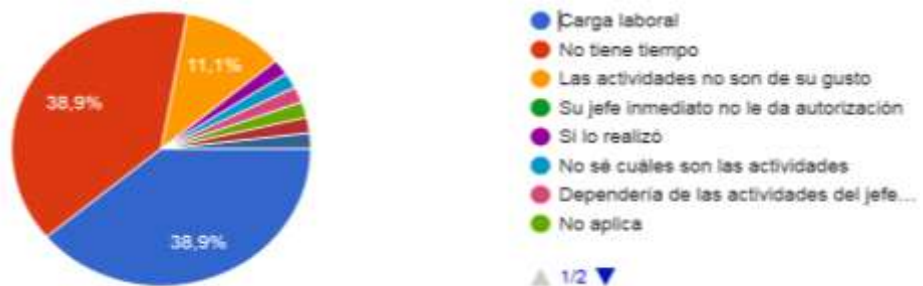 11,1%
38,9%
38,9%
Carga laboral
No tiene tiempo
Las actividades no son de su gusto
Su jefe inmediato no le da autorización
Si lo realizó
No sé cuáles son las actividades
Dependería de las actividades del jefe...
No aplica
1/2